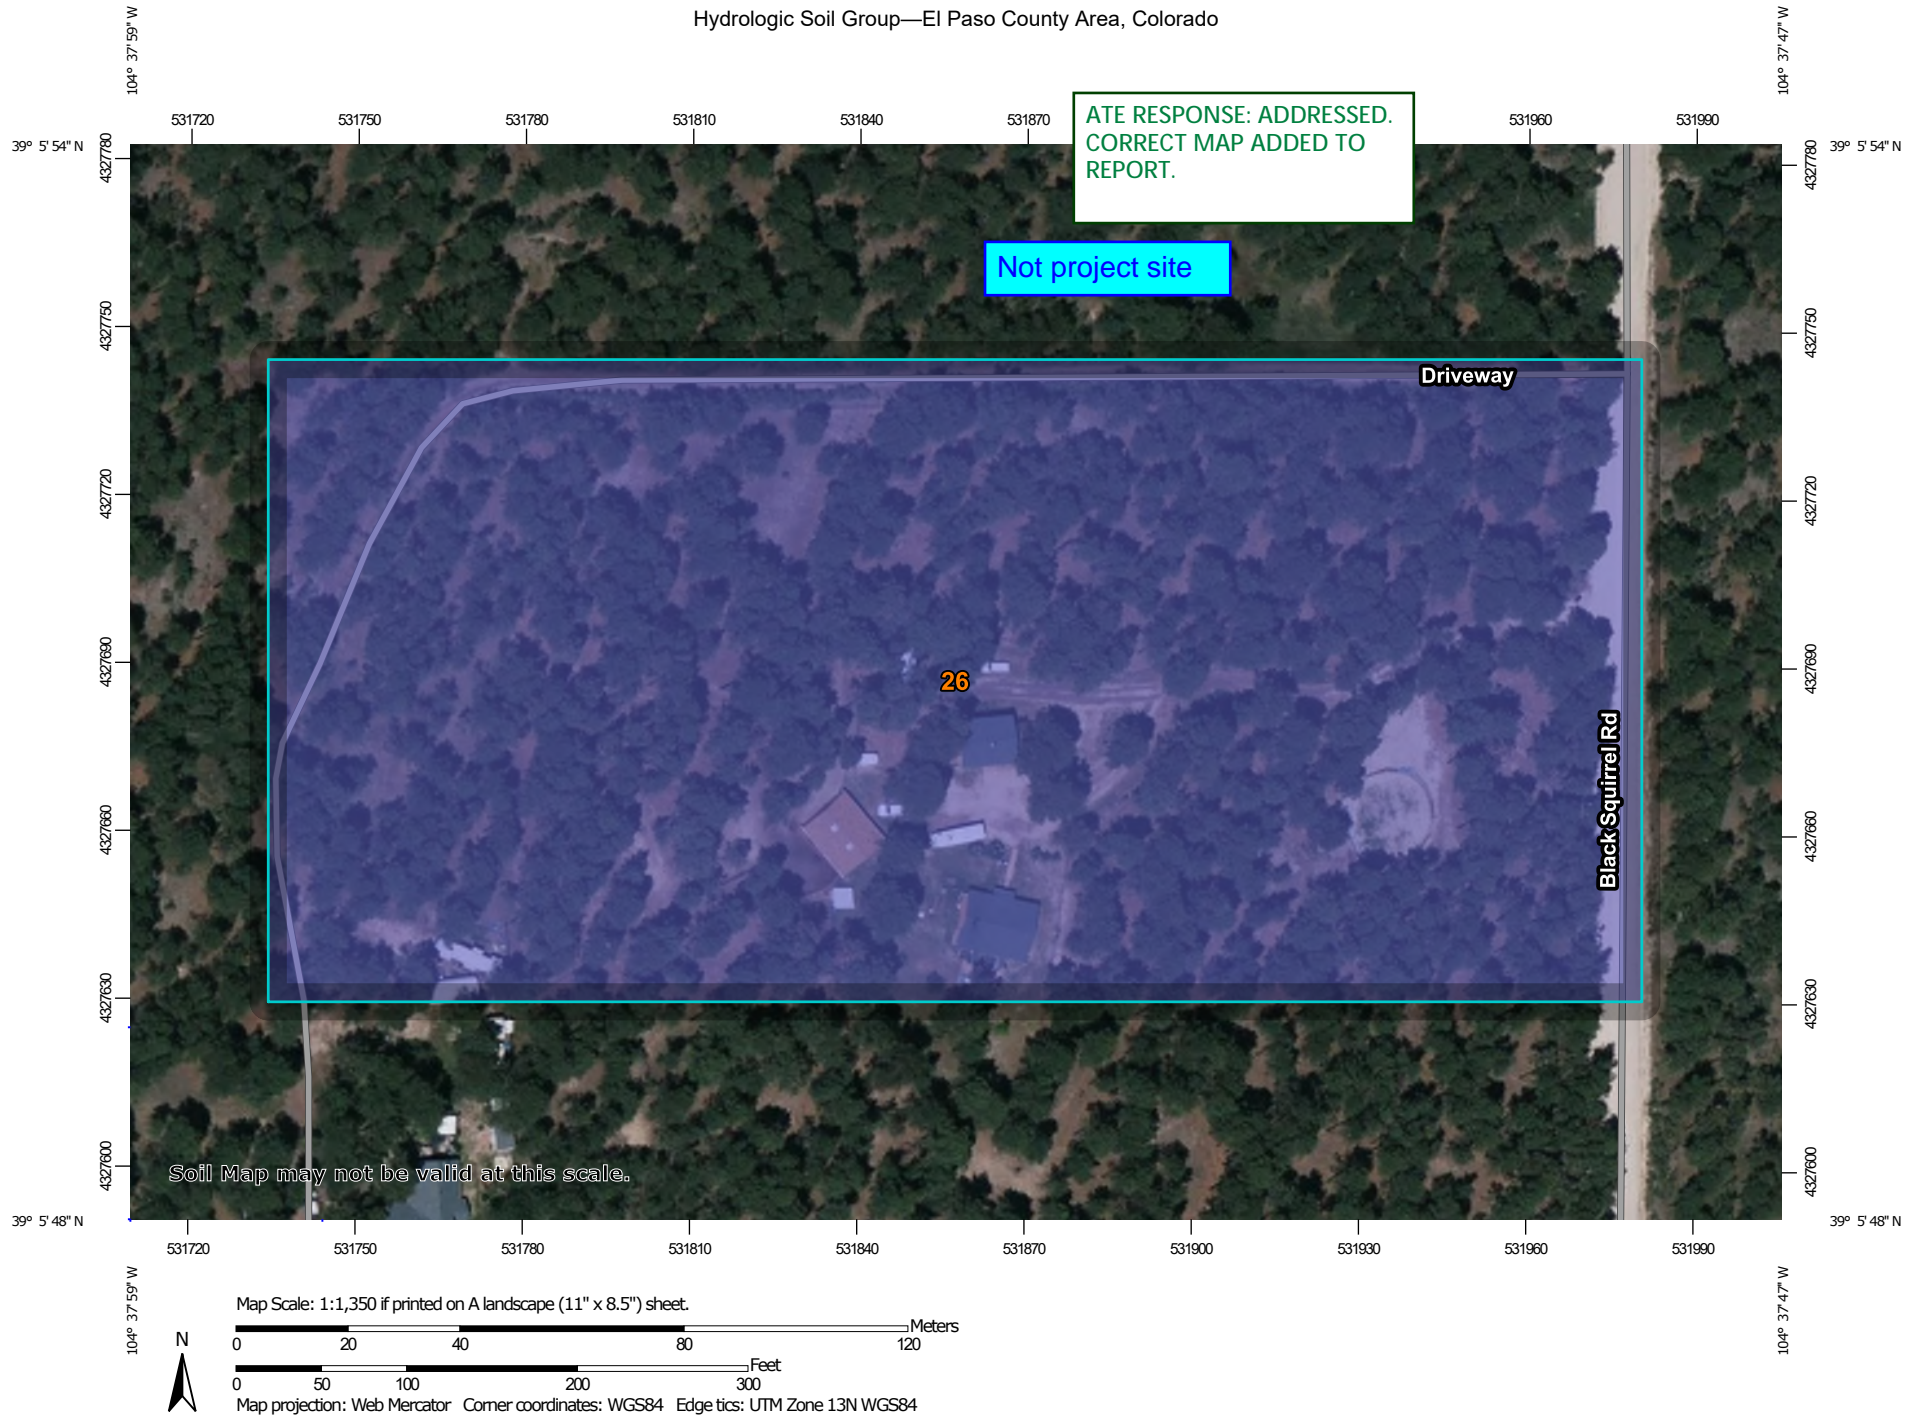 Hydrologic Soil Group—El Paso County Area, Colorado
104° 37' 59'' W
104° 37' 47'' W
ATE RESPONSE: ADDRESSED.
CORRECT MAP ADDED TO
REPORT.
531720 531750 531780 531810 531840 531870 531960 531990
39° 5' 54'' N
39° 5' 54'' N
4327780
4327780
Not project site
4327750
4327750
Driveway
4327720
4327720
4327690
4327690
26
Black Squirrel Rd
4327660
4327660
4327630
4327630
4327600
4327600
Soil Map may not be valid at this scale.
39° 5' 48'' N
39° 5' 48'' N
531720 531750 531780 531810 531840 531870 531900 531930 531960 531990
104° 37' 59'' W
104° 37' 47'' W
Map Scale: 1:1,350 if printed on A landscape (11" x 8.5") sheet.
N
Meters
0 20 40 80 120
Feet
0 50 100 200 300
Map projection: Web Mercator Corner coordinates: WGS84 Edge tics: UTM Zone 13N WGS84